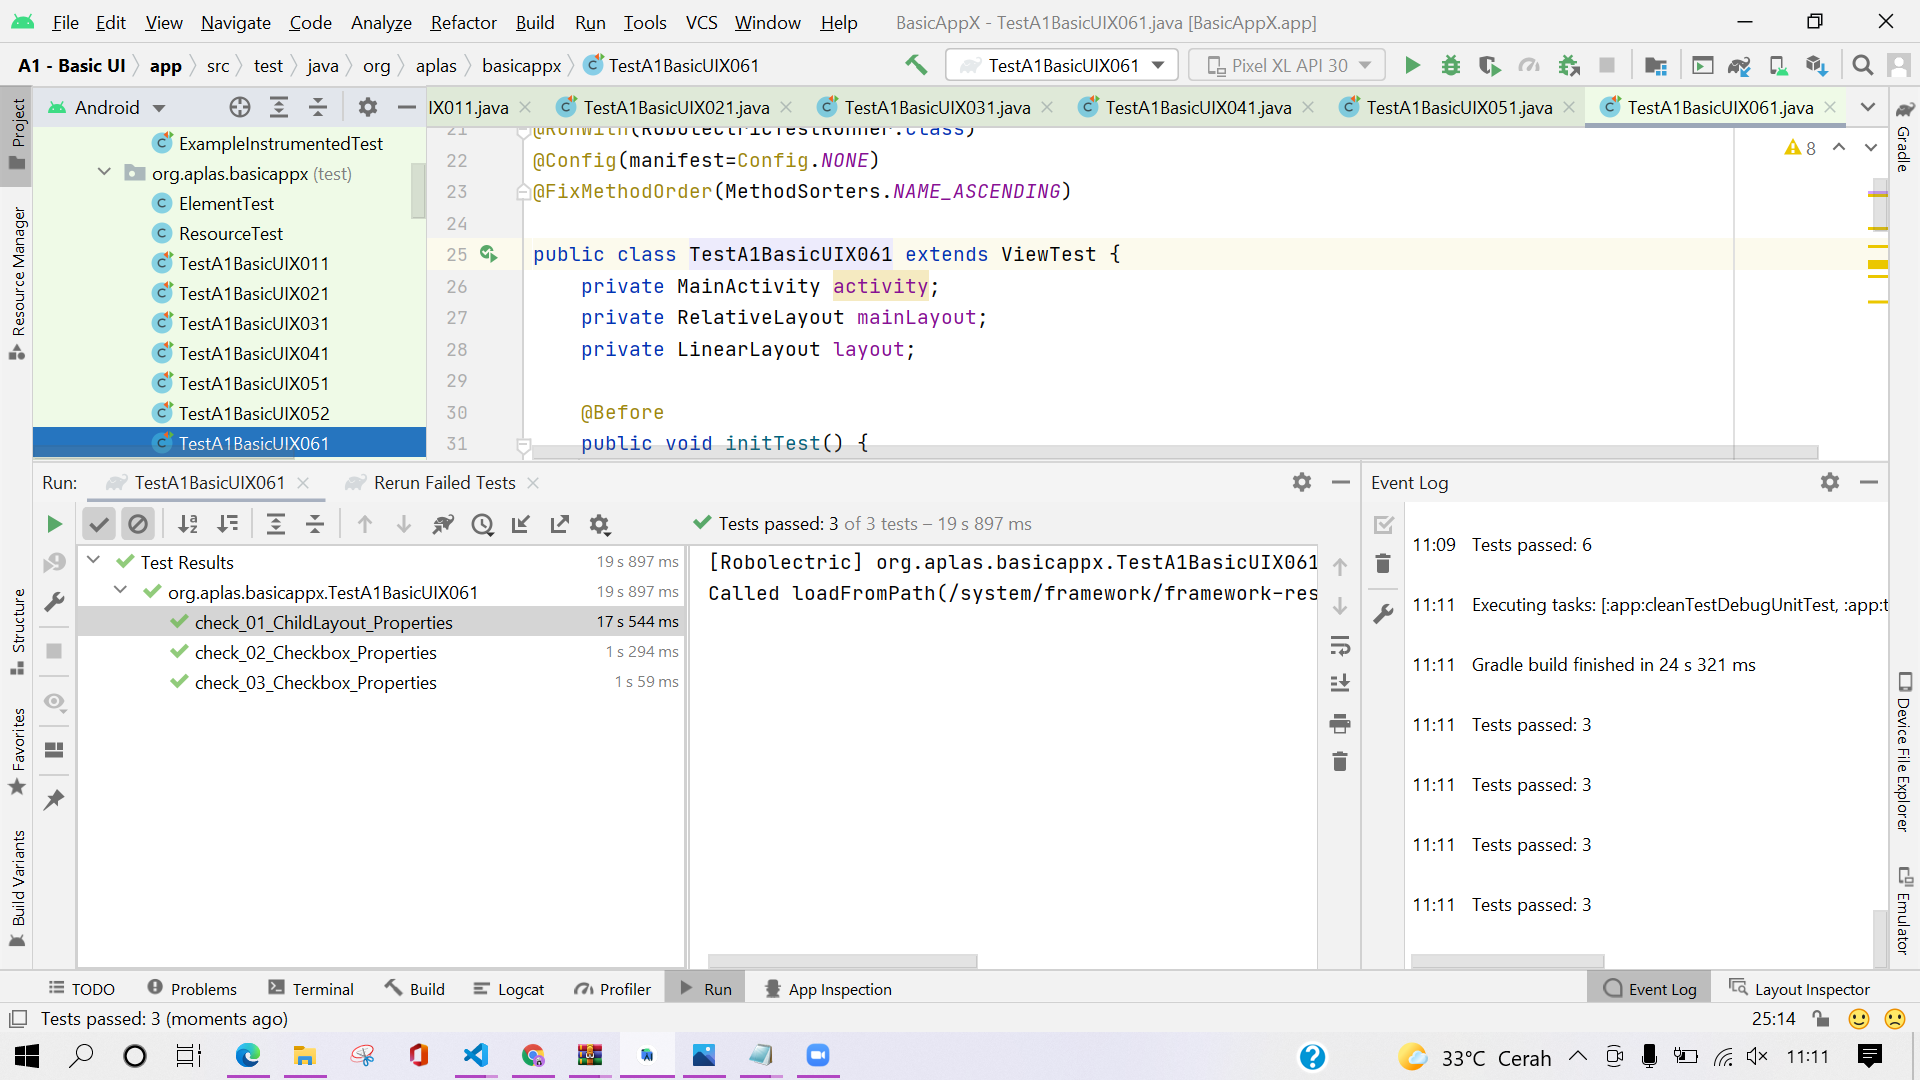 File Edit View Navigate Code Analyze Refactor Build Run Tools VCS Window Help BasicAppX - TestA1BasicUIX061.java [BasicAppX.app]
A1 - Basic UI app src test java org aplas basicappx TestA1BasicUIX061 TestA1BasicUIX061 Pixel XL API 30
Project
Resource Manager
Structure
Favorites
Build Variants
Android
ExampleInstrumentedTest
org.aplas.basicappx (test)
ElementTest
ResourceTest
TestA1BasicUIX011
TestA1BasicUIX021
TestA1BasicUIX031
TestA1BasicUIX041
TestA1BasicUIX051
TestA1BasicUIX052
TestA1BasicUIX061
IX011.java TestA1BasicUIX021.java TestA1BasicUIX031.java TestA1BasicUIX041.java TestA1BasicUIX051.java TestA1BasicUIX061.java
21 @RunWith(RobolectricTestRunner.class)
22 @Config(manifest=Config.NONE)
23 @FixMethodOrder(MethodSorters.NAME_ASCENDING)
24
25 public class TestA1BasicUIX061 extends ViewTest {
26 private MainActivity activity;
27 private RelativeLayout mainLayout;
28 private LinearLayout layout;
29
30 @Before
31 public void initTest() {
8
Gradle
Device File Explorer
Emulator
Run: TestA1BasicUIX061 Rerun Failed Tests
Tests passed: 3 of 3 tests – 19 s 897 ms
Test Results 19 s 897 ms
org.aplas.basicappx.TestA1BasicUIX061 19 s 897 ms
check_01_ChildLayout_Properties 17 s 544 ms
check_02_Checkbox_Properties 1 s 294 ms
check_03_Checkbox_Properties 1 s 59 ms
[Robolectric] org.aplas.basicappx.TestA1BasicUIX061
Called loadFromPath(/system/framework/framework-res
Event Log
11:09 Tests passed: 6
11:11 Executing tasks: [:app:cleanTestDebugUnitTest, :app:t
11:11 Gradle build finished in 24 s 321 ms
11:11 Tests passed: 3
11:11 Tests passed: 3
11:11 Tests passed: 3
11:11 Tests passed: 3
TODO Problems Terminal Build Logcat Profiler Run App Inspection Event Log Layout Inspector
Tests passed: 3 (moments ago) 25:14
33°C Cerah 11:11